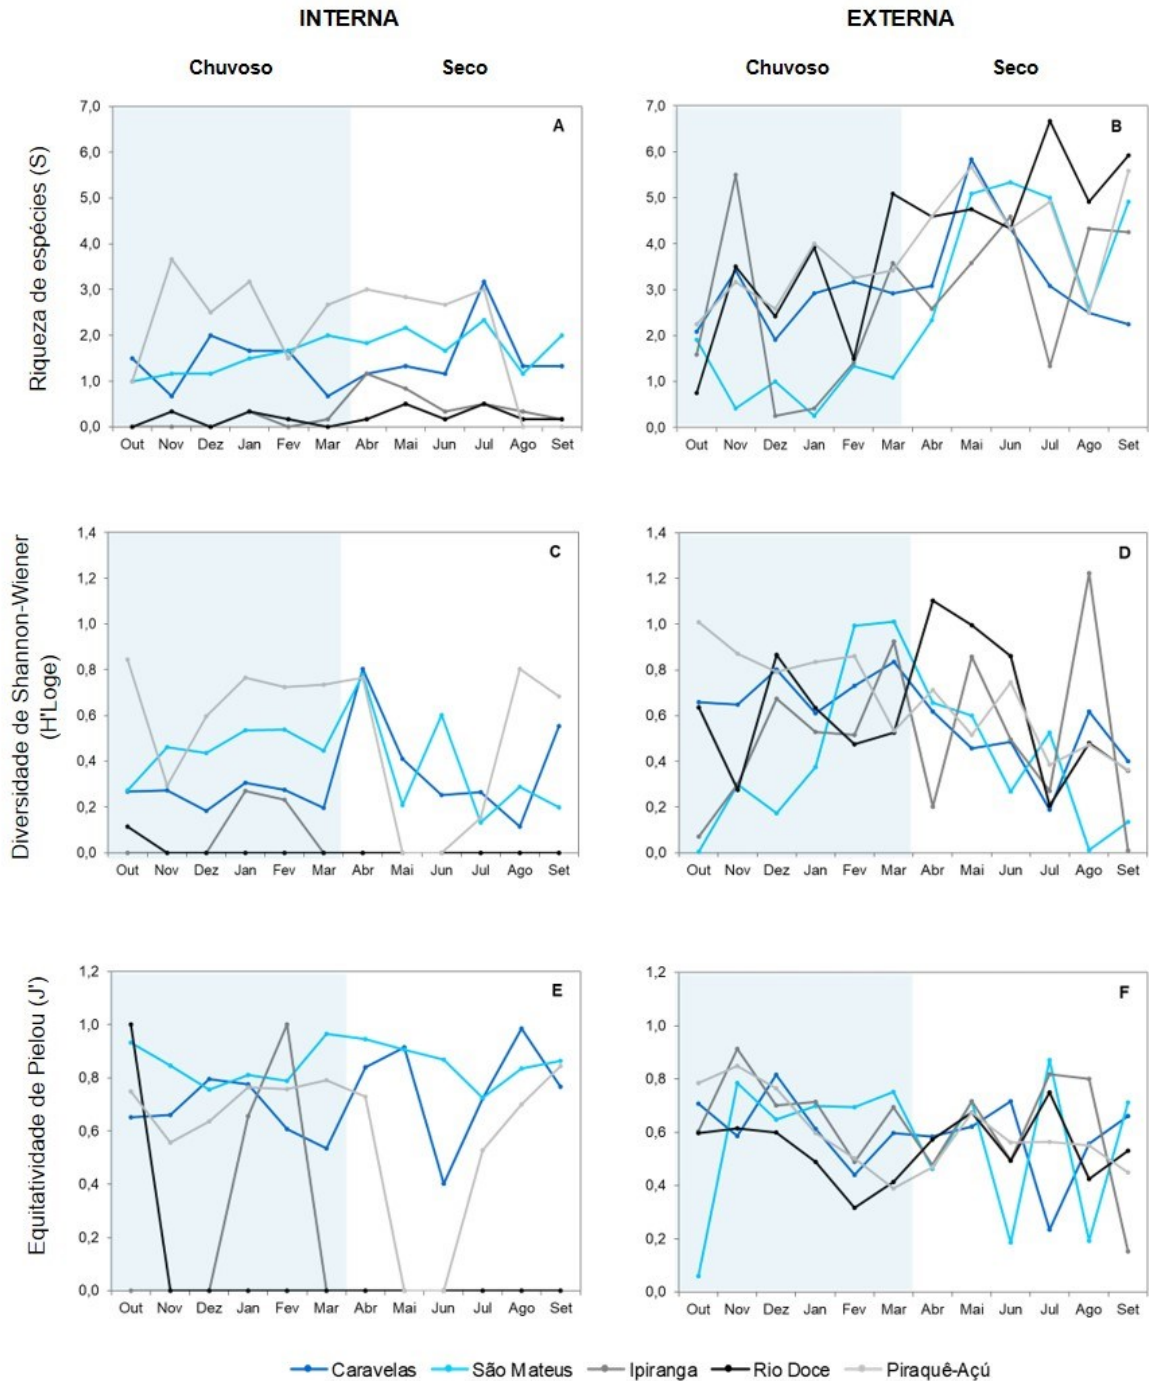 INTERNA
EXTERNA
Chuvoso Seco
Chuvoso Seco
Riqueza de espécies (S)
7,0
6,0
5,0
4,0
3,0
2,0
1,0
0,0
A
Out Nov Dez Jan Fev Mar Abr Mai Jun Jul Ago Set
7,0
6,0
5,0
4,0
3,0
2,0
1,0
0,0
B
Out Nov Dez Jan Fev Mar Abr Mai Jun Jul Ago Set
Diversidade de Shannon-Wiener
(H'Loge)
1,4
1,2
1,0
0,8
0,6
0,4
0,2
0,0
C
Out Nov Dez Jan Fev Mar Abr Mai Jun Jul Ago Set
1,4
1,2
1,0
0,8
0,6
0,4
0,2
0,0
D
Out Nov Dez Jan Fev Mar Abr Mai Jun Jul Ago Set
Equitatividade de Pielou (J')
1,2
1,0
0,8
0,6
0,4
0,2
0,0
E
Out Nov Dez Jan Fev Mar Abr Mai Jun Jul Ago Set
1,2
1,0
0,8
0,6
0,4
0,2
0,0
F
Out Nov Dez Jan Fev Mar Abr Mai Jun Jul Ago Set
Caravelas São Mateus Ipiranga Rio Doce Piraquê-Açú